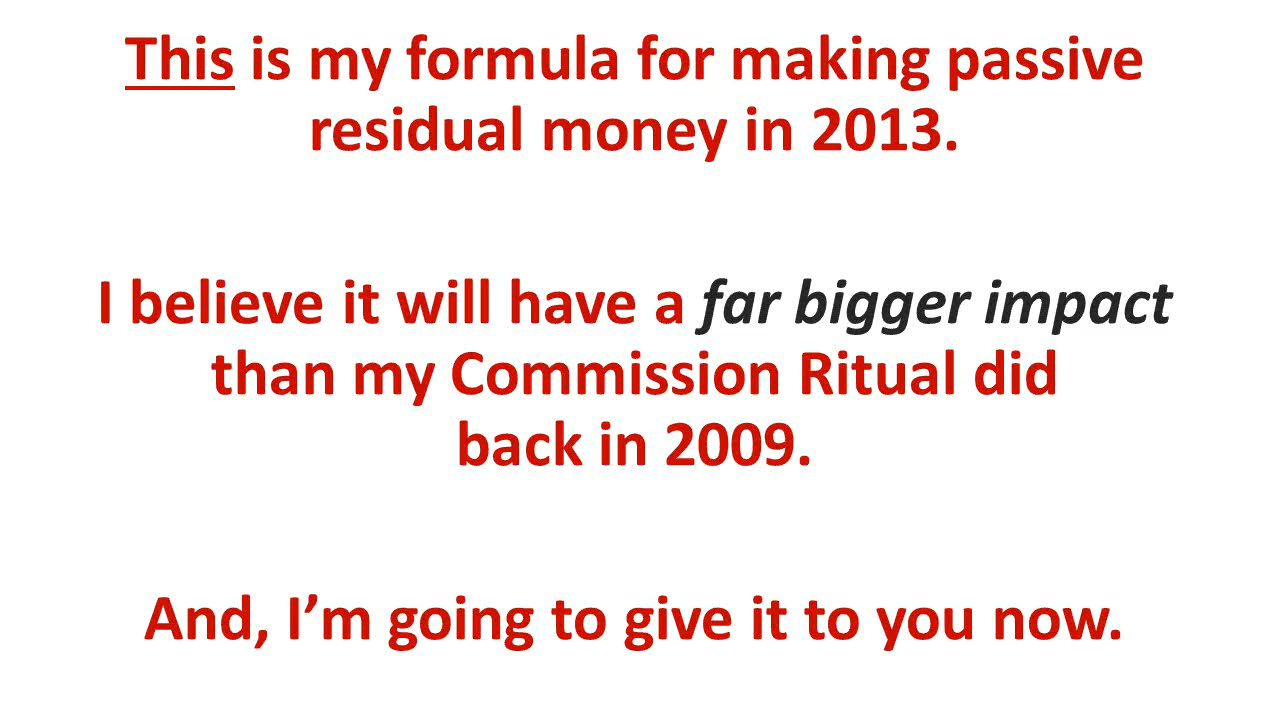 This is my formula for making passive
residual money in 2013.
I believe it will have a far bigger impact
than my Commission Ritual did
back in 2009.
And, I’m going to give it to you now.